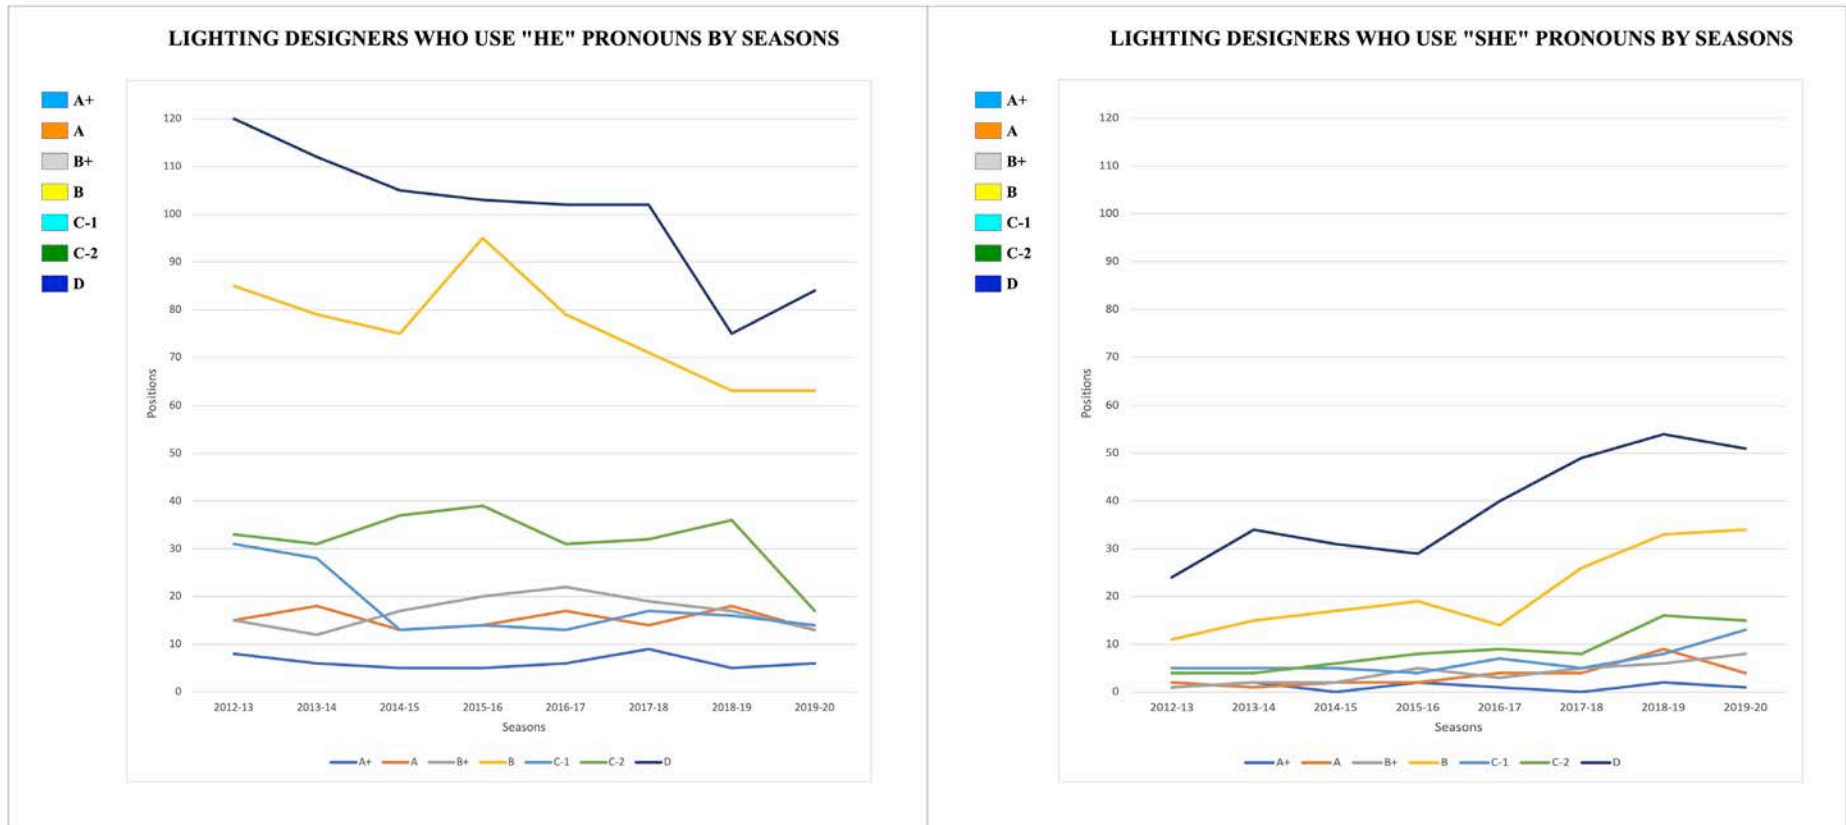 LIGHTING DESIGNERS WHO USE "HE" PRONOUNS BY SEASONS
A+
A
B+
B
C-1
C-2
D
120
110
100
90
80
70
60
50
40
30
20
10
0
Positions
2012-13 2013-14 2014-15 2015-16 2016-17 2017-18 2018-19 2019-20
Seasons
A+ A B+ B C-1 C-2 D
LIGHTING DESIGNERS WHO USE "SHE" PRONOUNS BY SEASONS
A+
A
B+
B
C-1
C-2
D
120
110
100
90
80
70
60
50
40
30
20
10
0
Positions
2012-13 2013-14 2014-15 2015-16 2016-17 2017-18 2018-19 2019-20
Seasons
A+ A B+ B C-1 C-2 D